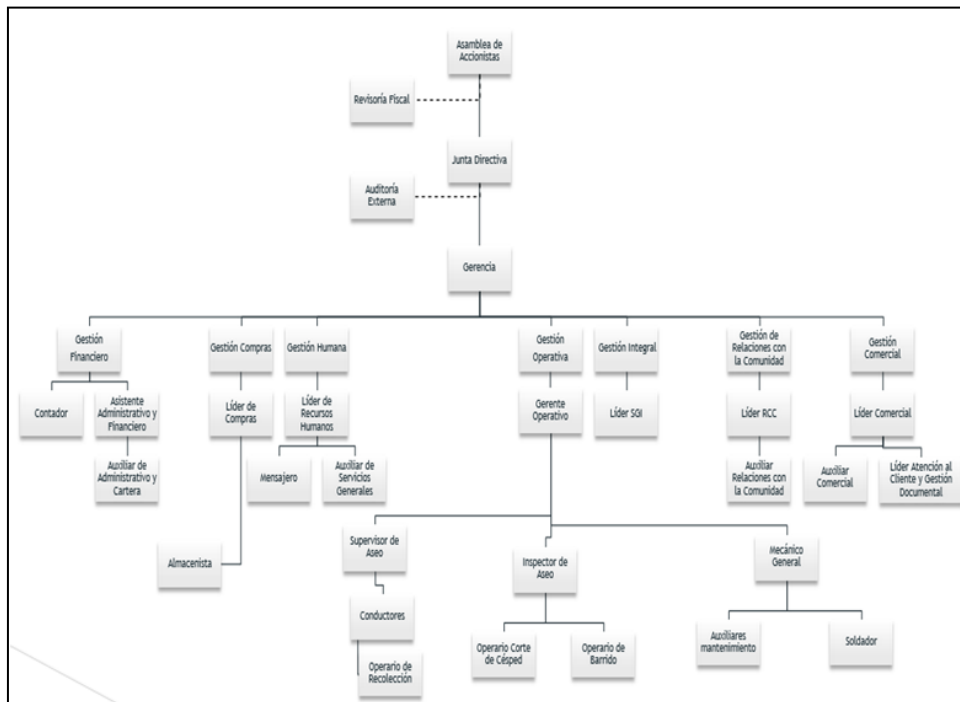 Asamblea de
Accionistas
Revisoría Fiscal
Junta Directiva
Auditoría
Externa
Gerencia
Gestión
Financiero
Gestión Compras
Gestión Humana
Gestión
Operativa
Gestión Integral
Gestión de
Relaciones con
la Comunidad
Gestión
Comercial
Contador
Asistente
Administrativo y
Financiero
Líder de
Compras
Líder de
Recursos
Humanos
Gerente
Operativo
Líder SGI
Líder RCC
Líder Comercial
Auxiliar de
Administrativo y
Cartera
Mensajero
Auxiliar de
Servicios
Generales
Auxiliar
Relaciones con
la Comunidad
Auxiliar
Comercial
Líder Atención al
Cliente y Gestión
Documental
Almacenista
Supervisor de
Aseo
Inspector de
Aseo
Mecánico
General
Conductores
Operario de
Recolección
Operario Corte
de Césped
Operario de
Barrido
Auxiliares
mantenimiento
Soldador